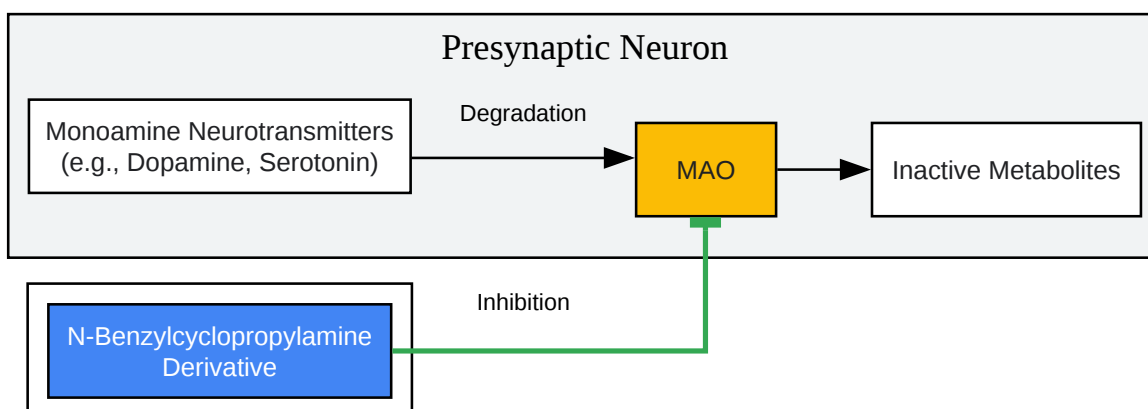 Presynaptic Neuron
Degradation
Monoamine Neurotransmitters
(e.g., Dopamine, Serotonin)
MAO
Inactive Metabolites
Inhibition
N-Benzylcyclopropylamine
Derivative